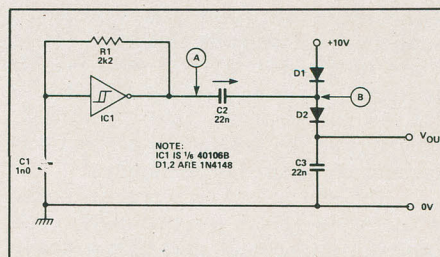 R1
2k2
IC1
A
C2
22n
+10V
D1
B
D2
V OU
C1
1n0
NOTE:
IC1 IS 1/6 40106B
D1,2 ARE 1N4148
C3
22n
0V